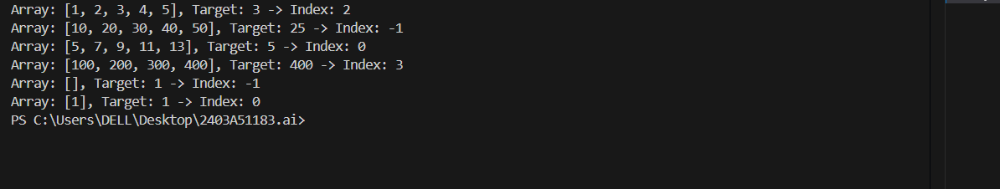 Array: [1, 2, 3, 4, 5], Target: 3 -> Index: 2
Array: [10, 20, 30, 40, 50], Target: 25 -> Index: -1
Array: [5, 7, 9, 11, 13], Target: 5 -> Index: 0
Array: [100, 200, 300, 400], Target: 400 -> Index: 3
Array: [], Target: 1 -> Index: -1
Array: [1], Target: 1 -> Index: 0
PS C:\Users\DELL\Desktop\2403A51183.ai>